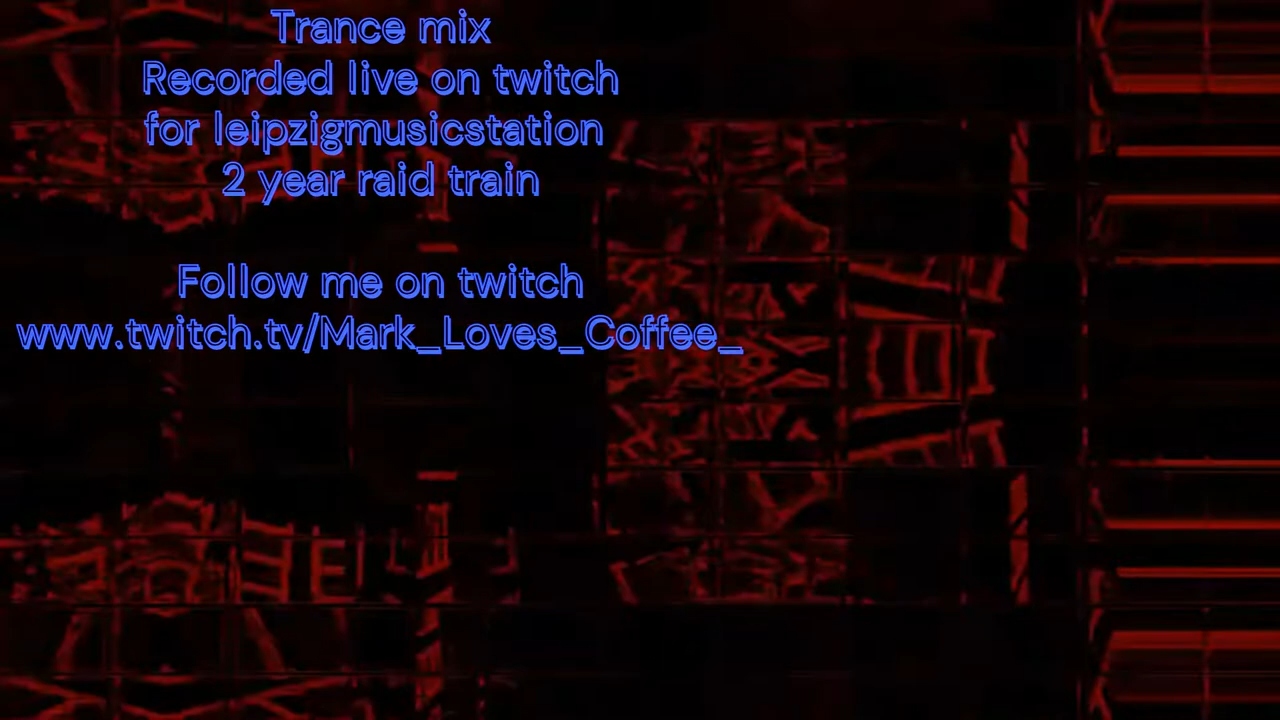 Trance mix
Recorded live on twitch
for leipzigmusicstation
2 year raid train
Follow me on twitch
www.twitch.tv/Mark_Loves_Coffee_